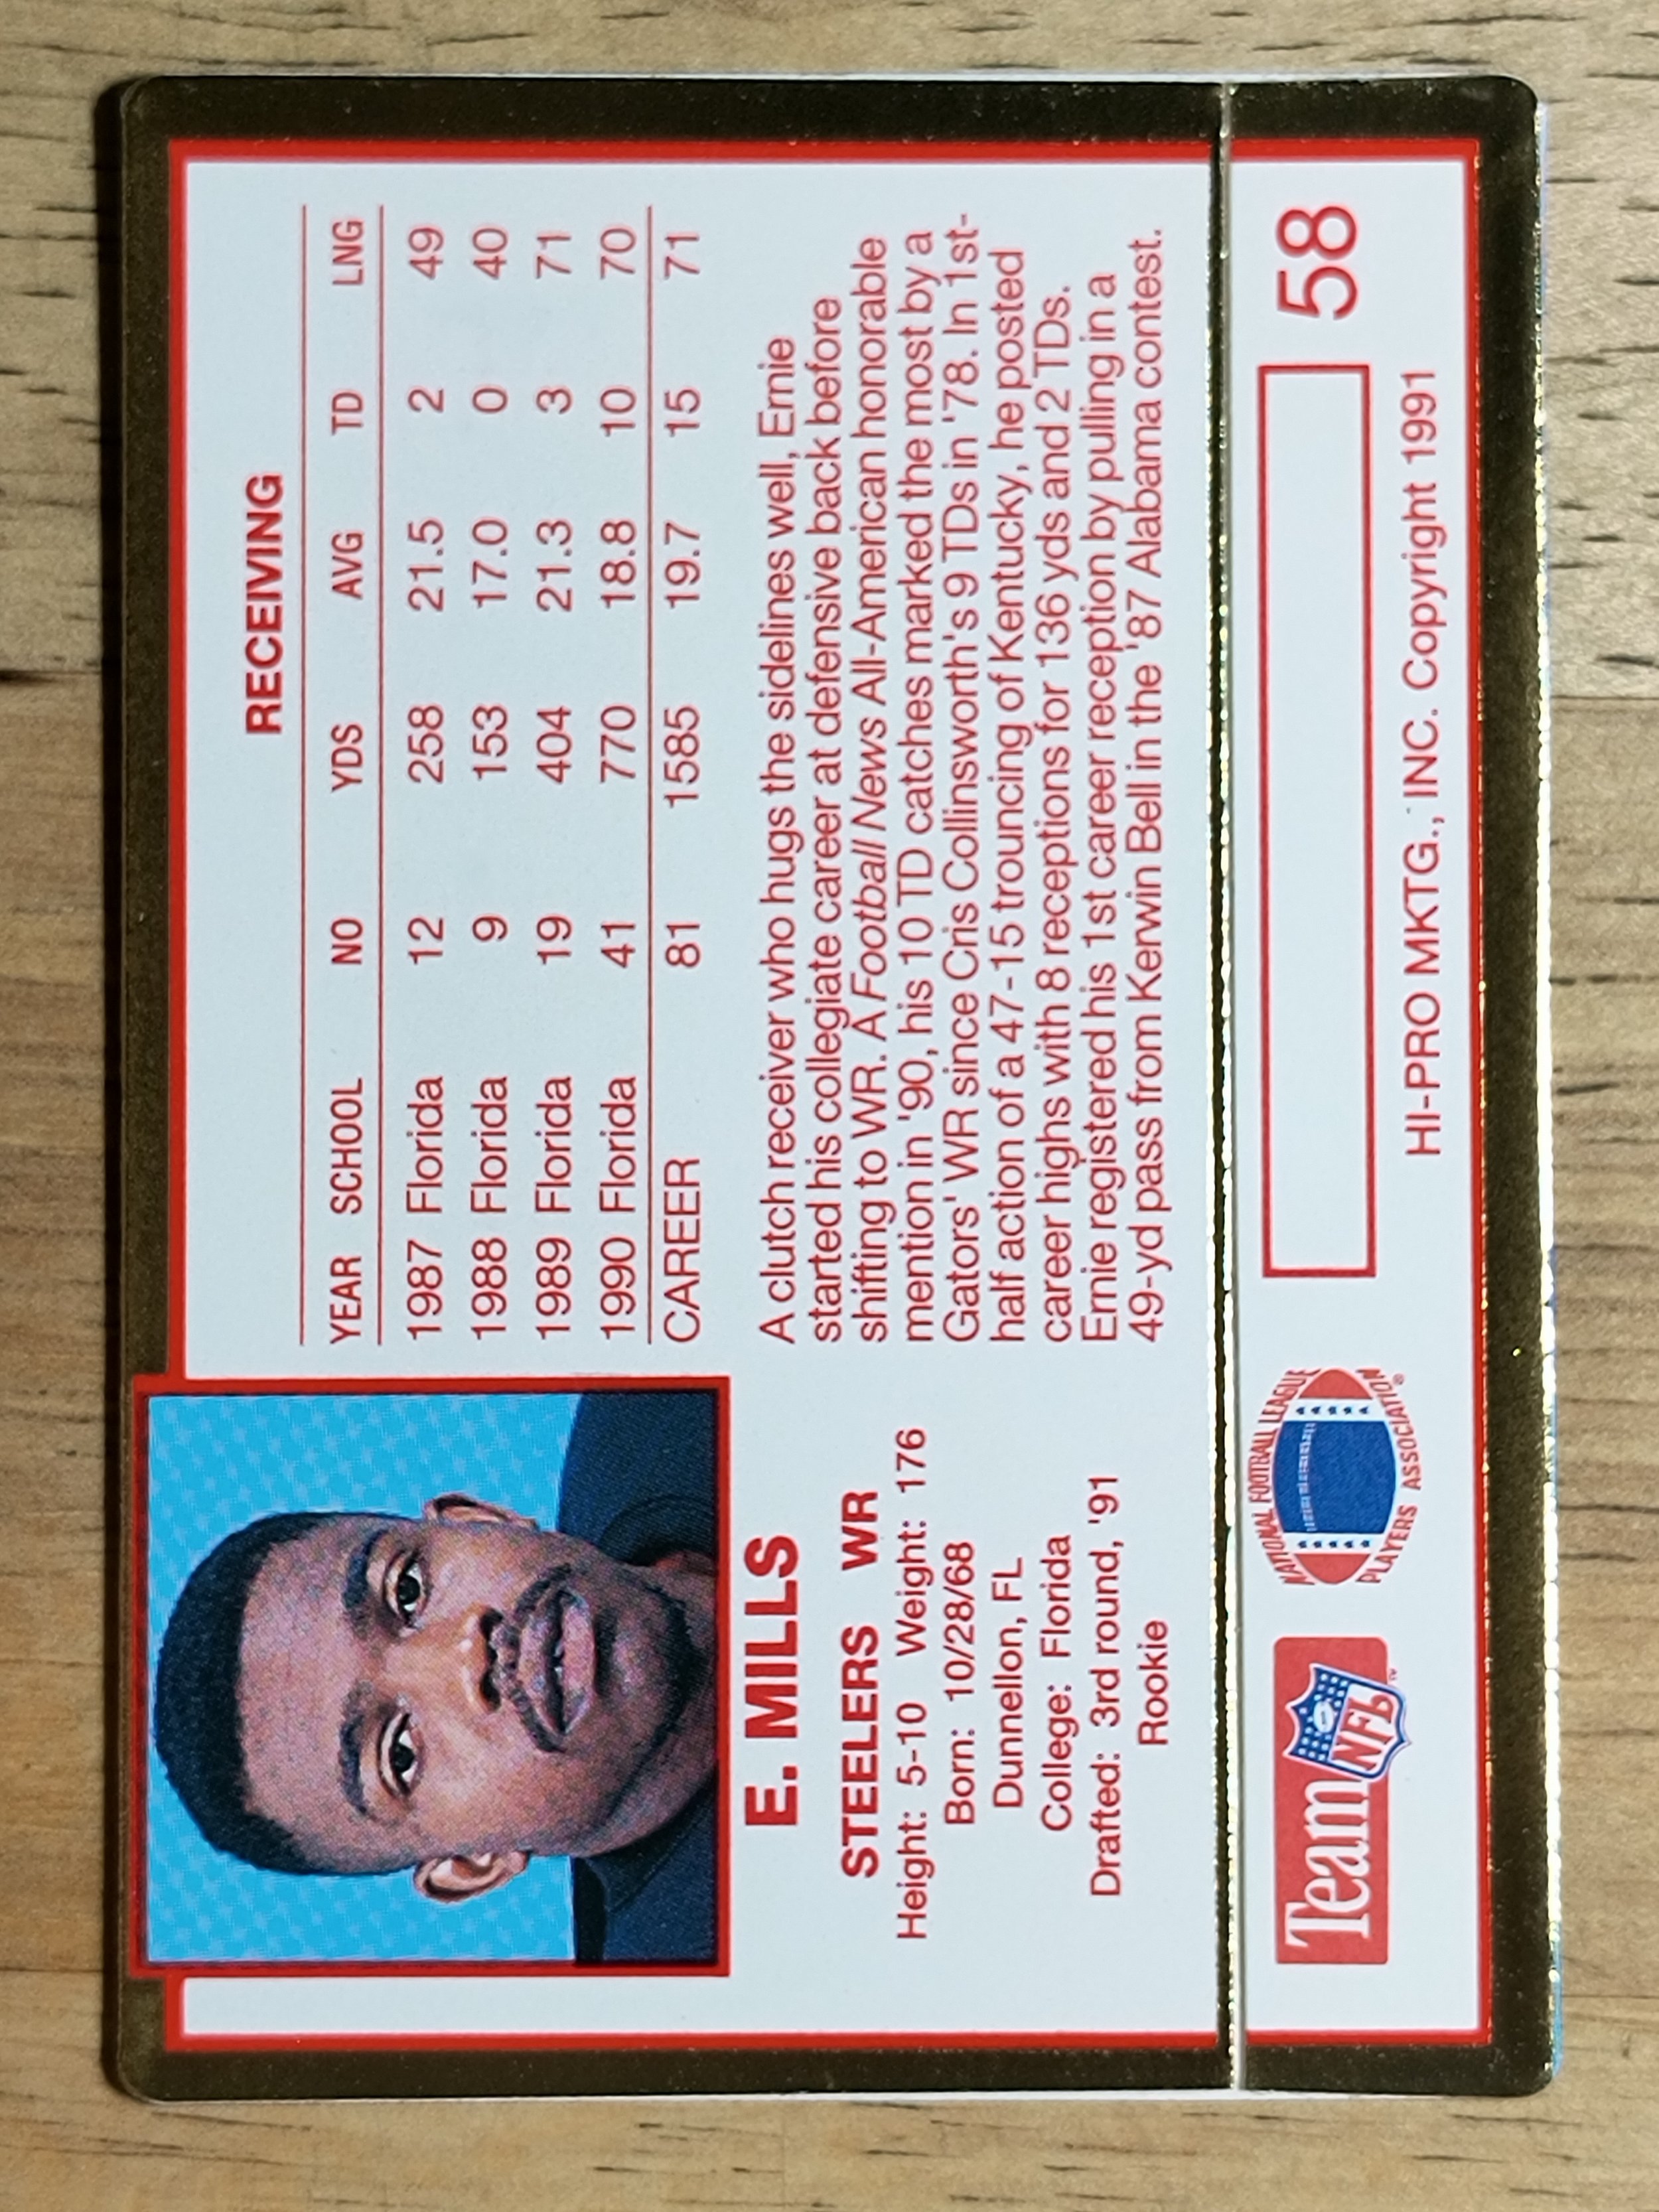 RECEIVING
YEAR SCHOOL NO YDS AVG TD LNG
1987 Florida 12 258 21.5 2 49
1988 Florida 9 153 17.0 0 40
1989 Florida 19 404 21.3 3 71
1990 Florida 41 770 18.8 10 70
CAREER 81 1585 19.7 15 71
E. MILLS
STEELERS WR
Height: 5-10 Weight: 176
Born: 10/28/68
Dunnellon, FL
College: Florida
Drafted: 3rd round, '91
Rookie
A clutch receiver who hugs the sidelines well, Ernie
started his collegiate career at defensive back before
shifting to WR. A Football News All-American honorable
mention in '90, his 10 TD catches marked the most by a
Gators' WR since Cris Collinsworth's 9 TDs in '78. In 1st-
half action of a 47-15 trouncing of Kentucky, he posted
career highs with 8 receptions for 136 yds and 2 TDs.
Ernie registered his 1st career reception by pulling in a
49-yd pass from Kerwin Bell in the '87 Alabama contest.
Team NFL™
NATIONAL FOOTBALL LEAGUE
PLAYERS ASSOCIATION®
58
HI-PRO MKTG., INC. Copyright 1991